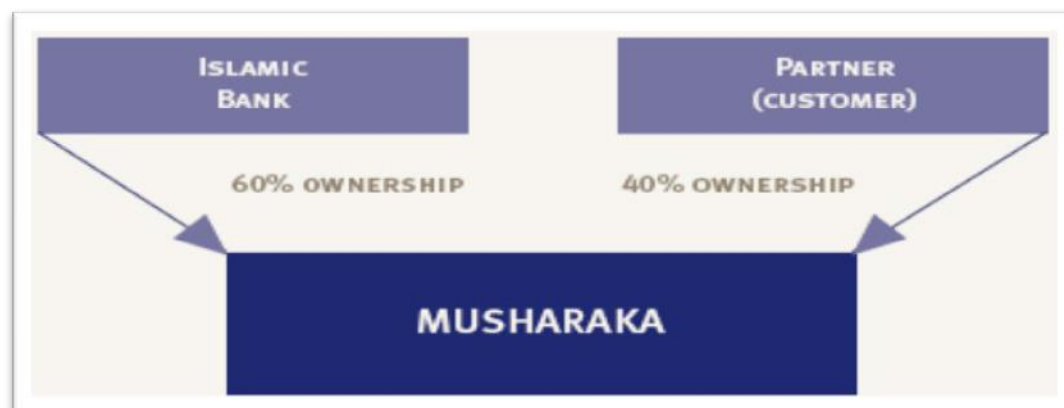 ISLAMIC
BANK
PARTNER
(CUSTOMER)
60% OWNERSHIP
40% OWNERSHIP
MUSHARAKA